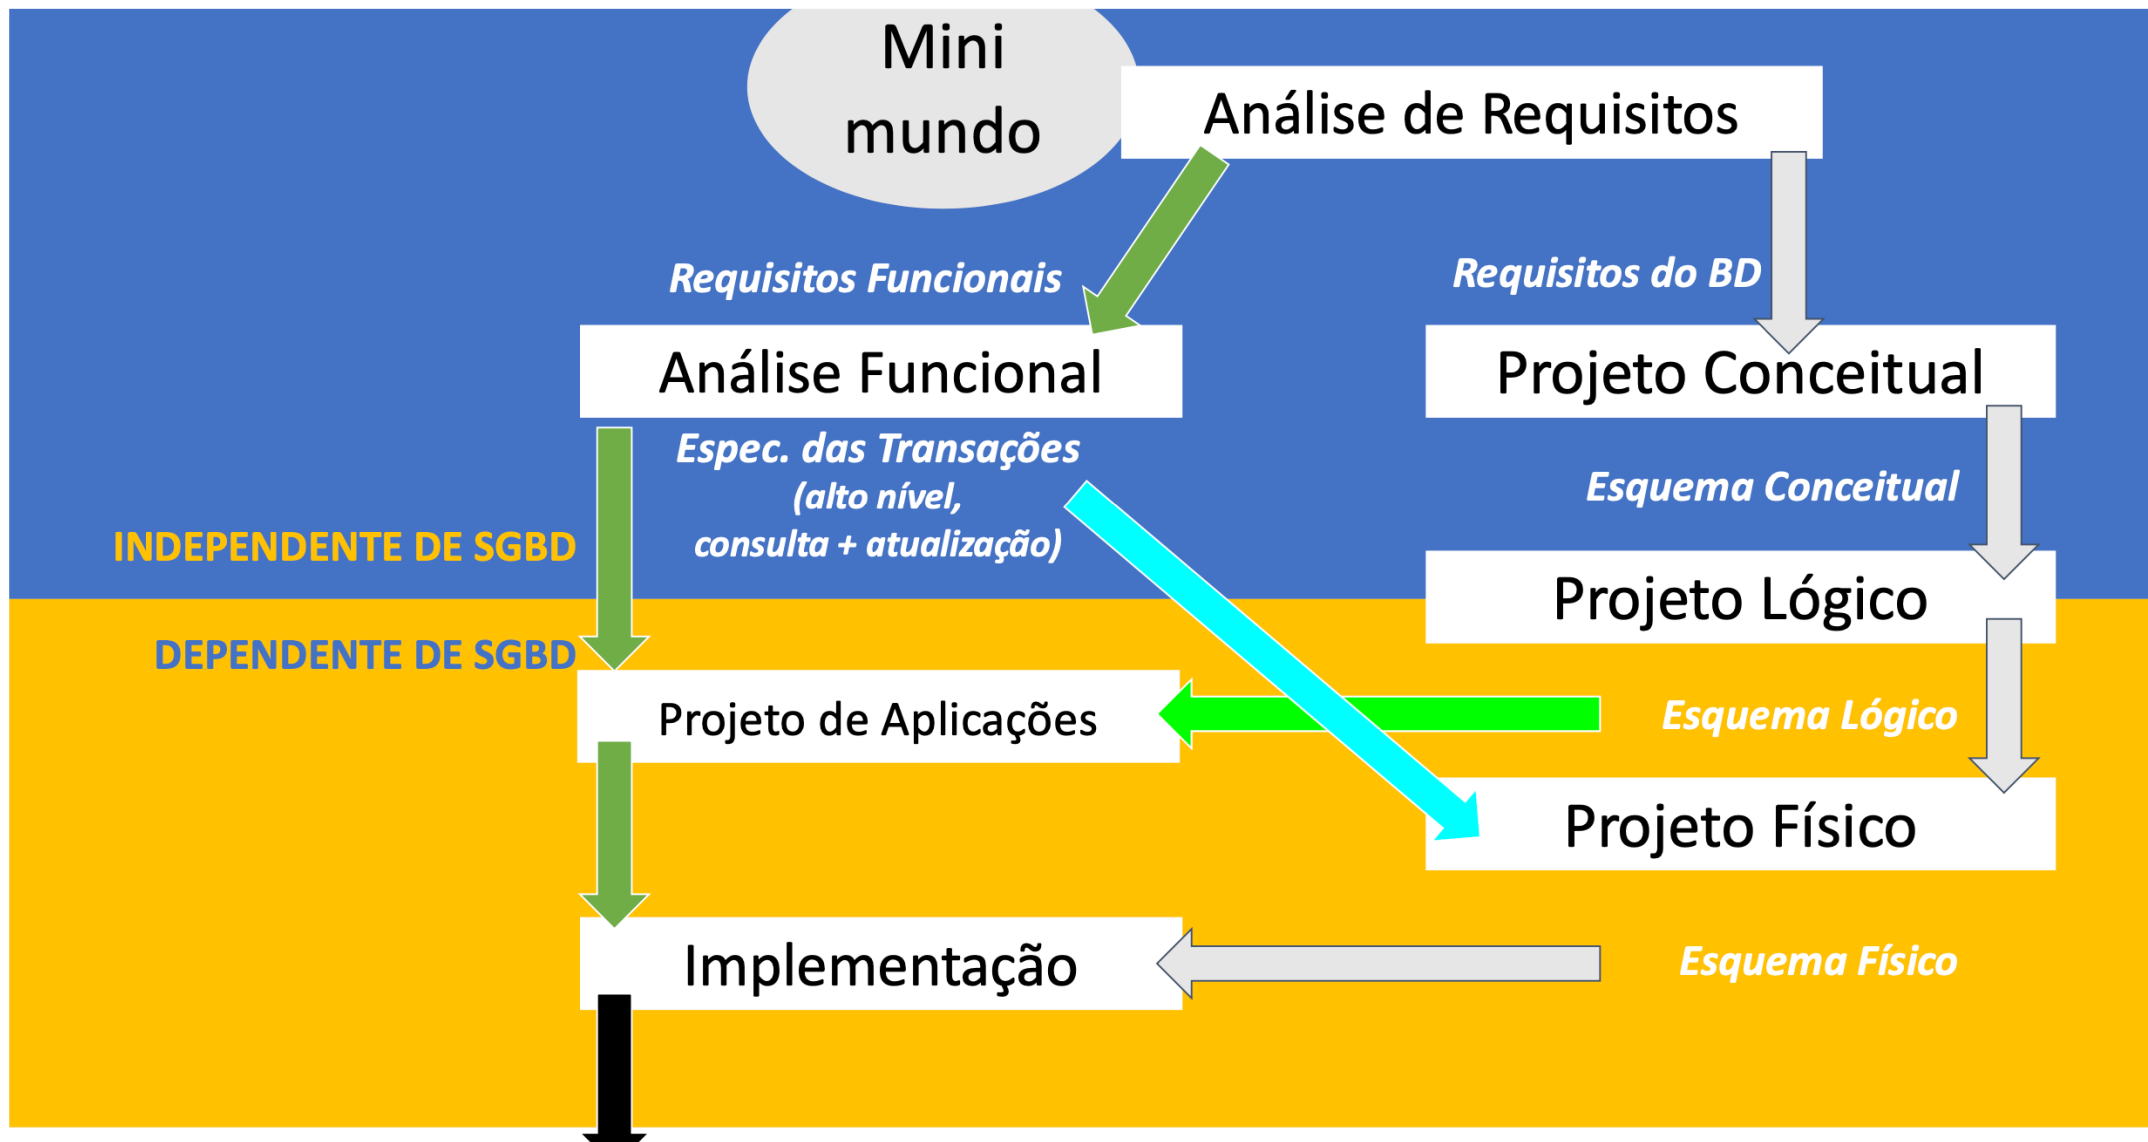 Mini
mundo
Análise de Requisitos
Requisitos Funcionais
Requisitos do BD
Análise Funcional
Projeto Conceitual
Espec. das Transações
(alto nível,
consulta + atualização)
Esquema Conceitual
INDEPENDENTE DE SGBD
Projeto Lógico
DEPENDENTE DE SGBD
Projeto de Aplicações
Esquema Lógico
Projeto Físico
Implementação
Esquema Físico